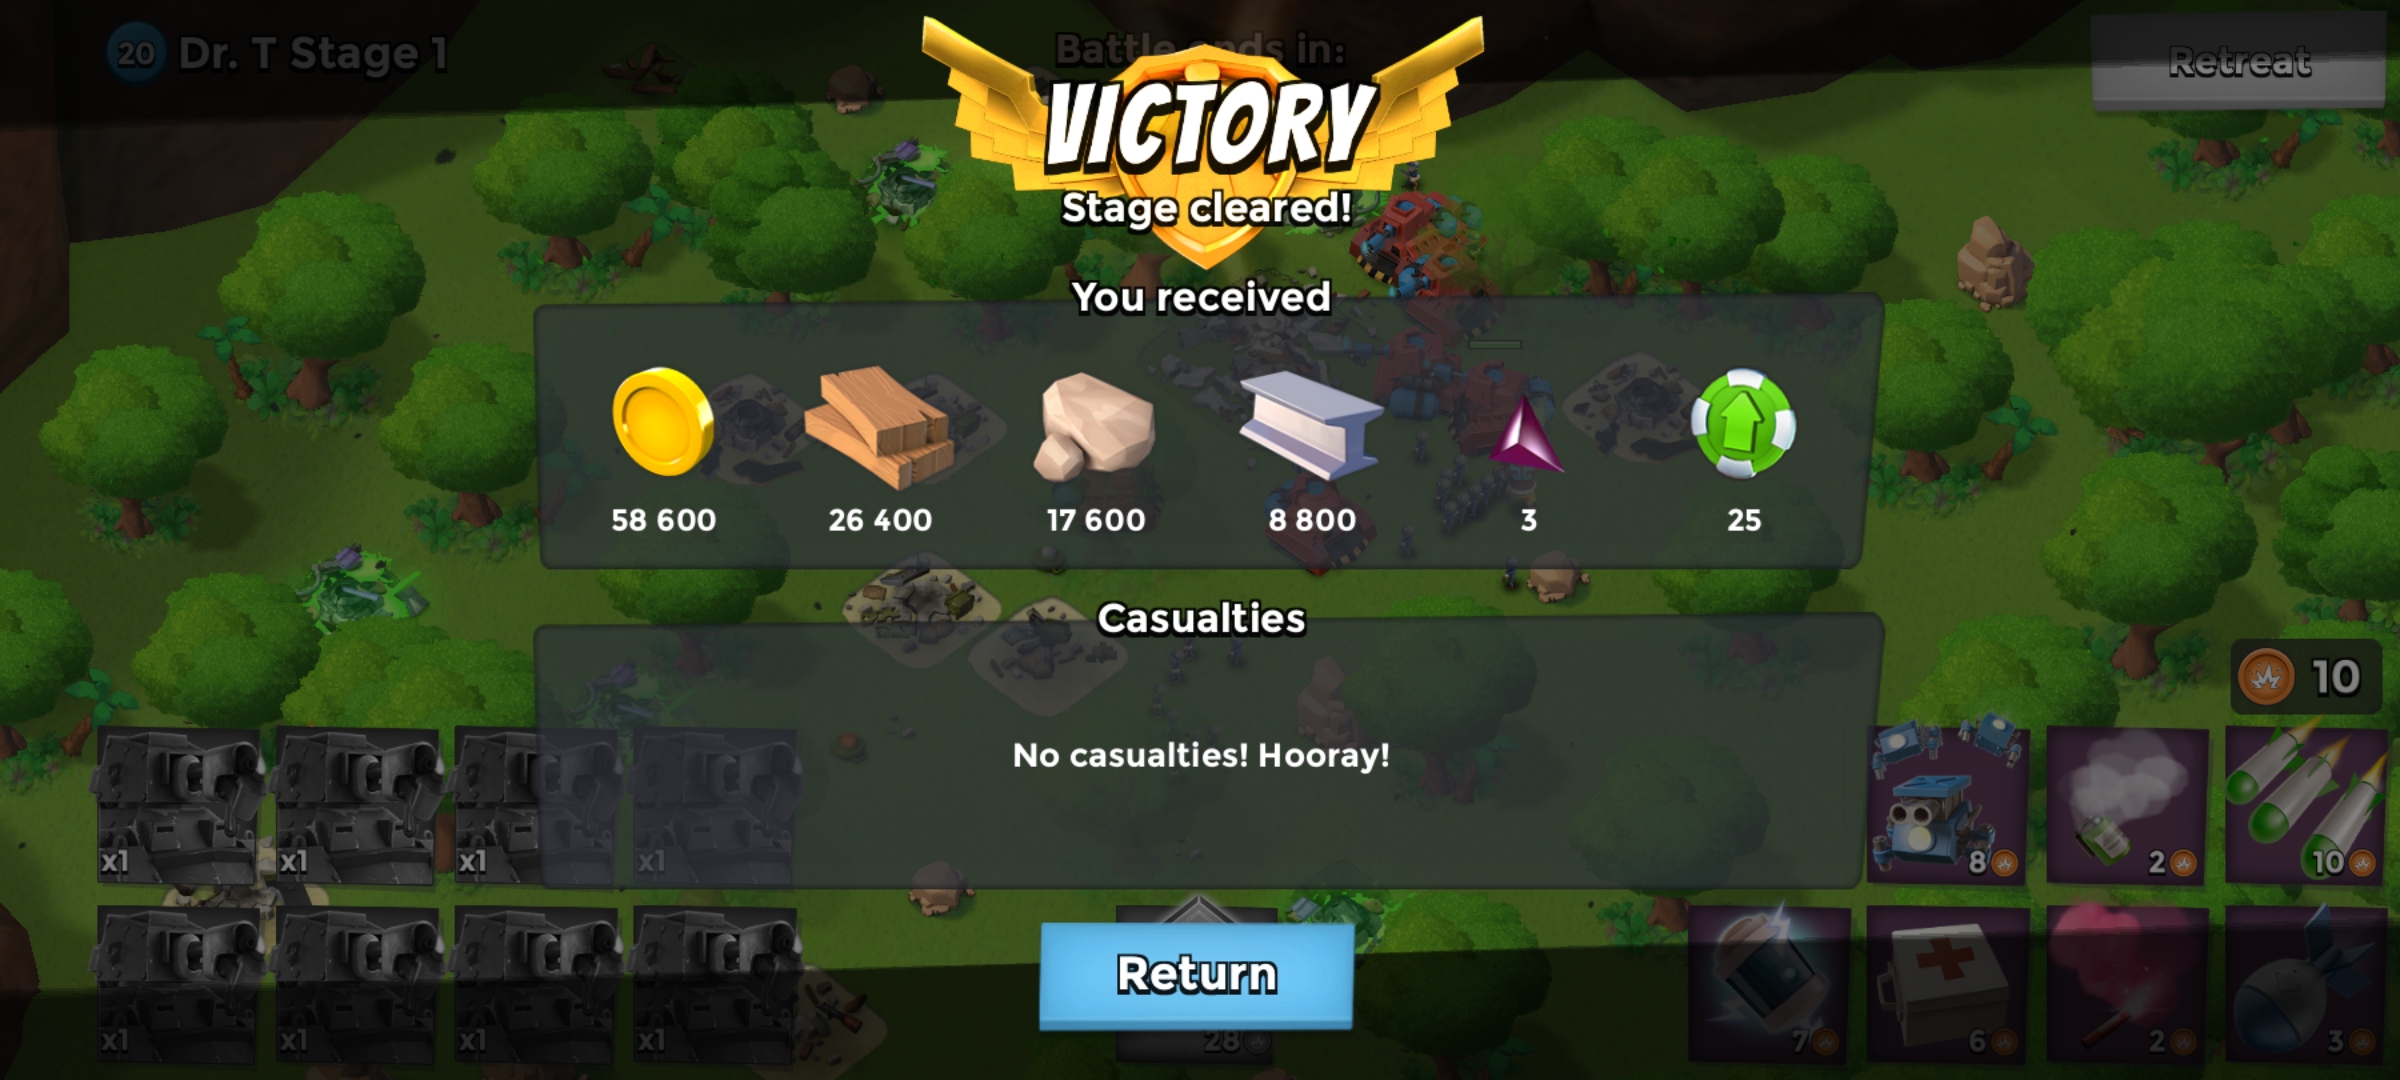 20 Dr. T Stage 1
Battle ends in:
Retreat
VICTORY
Stage cleared!
You received
58 600 26 400 17 600 8 800 3 25
Casualties
No casualties! Hooray!
10
x1 x1 x1 x1
8 2 10
x1 x1 x1 x1
Return
28
7 6 2 3